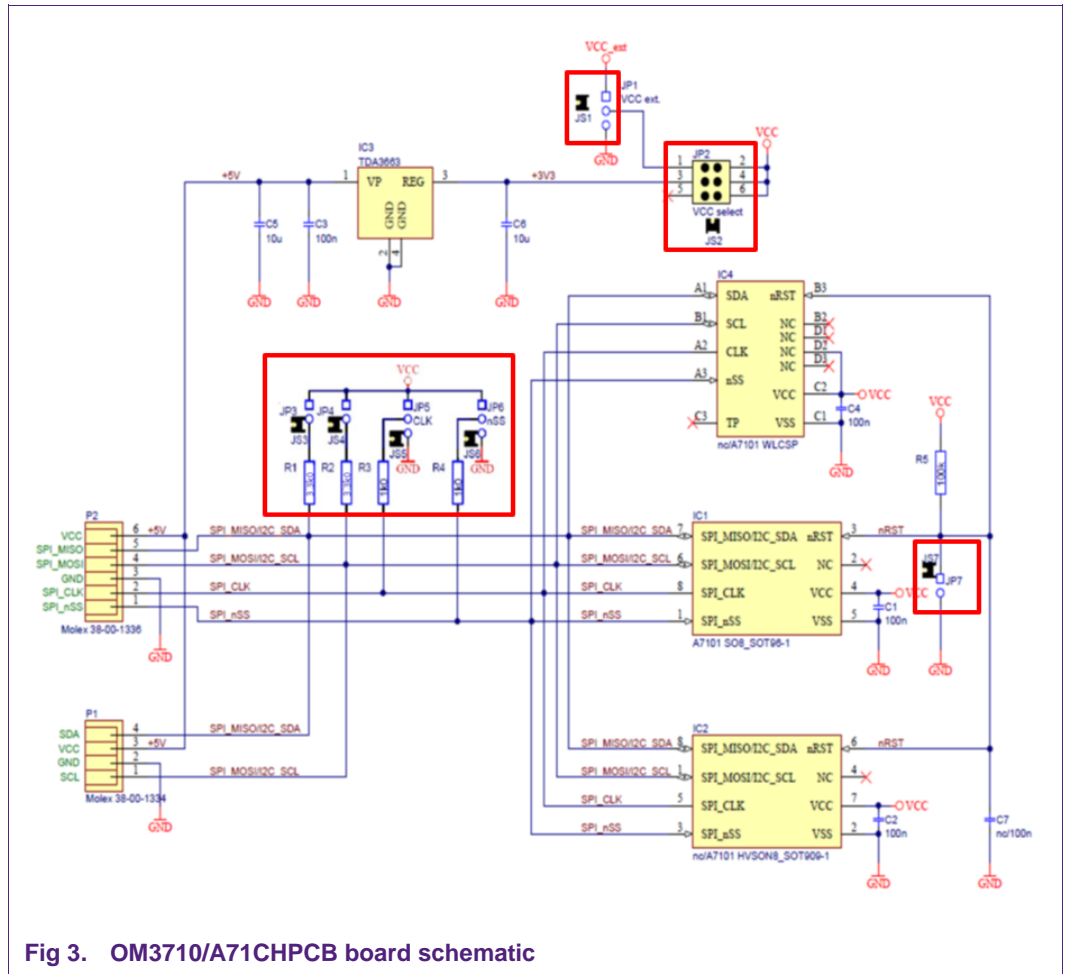 VCC_ext
JP1
VCC ext.
JS1
GND
VCC
IC3
TDA3663
JP2
+5V
1 VP REG 3
+3V3
1 2
3 4
5 6
GND
GND
2
4
VCC select
JS2
C5
10u
C3
100n
C6
10u
GND
GND
GND
GND
IC4
A1 SDA nRST B3
B1 SCL NC B2
NC D1
A2 CLK NC D2
NC D3
A3 nSS
VCC C2 VCC
C3 TP VSS C1
C4
100n
nc/A7101 WLCSP
GND
VCC
JP3 JP4 JP5 JP6
CLK nSS
JS3 JS4 JS5 JS6
GND GND
R1 R2 R3 R4
3.3k0 3.3k0 1k0 1k0
VCC
R5
100k
P2
VCC 6 +5V
SPI_MISO 5
SPI_MOSI 4
GND 3
SPI_CLK 2
SPI_nSS 1
Molex 38-00-1336
GND
SPI_MISO/I2C_SDA
SPI_MOSI/I2C_SCL
SPI_CLK
SPI_nSS
IC1
SPI_MISO/I2C_SDA 7 SPI_MISO/I2C_SDA nRST 3 nRST
SPI_MOSI/I2C_SCL 6 SPI_MOSI/I2C_SCL NC 2
SPI_CLK 8 SPI_CLK VCC 4 VCC
SPI_nSS 1 SPI_nSS VSS 5
C1
100n
A7101 SO8_SOT96-1
GND
JS7
JP7
GND
P1
SDA 4 SPI_MISO/I2C_SDA
VCC 3 +5V
GND 2
SCL 1 SPI_MOSI/I2C_SCL
Molex 38-00-1334
GND
IC2
SPI_MISO/I2C_SDA 8 SPI_MISO/I2C_SDA nRST 6 nRST
SPI_MOSI/I2C_SCL 1 SPI_MOSI/I2C_SCL NC 4
SPI_CLK 5 SPI_CLK VCC 7 VCC
SPI_nSS 3 SPI_nSS VSS 2
C2
100n
nc/A7101 HVSON8_SOT909-1
GND
C7
nc/100n
GND
Fig 3. OM3710/A71CHPCB board schematic